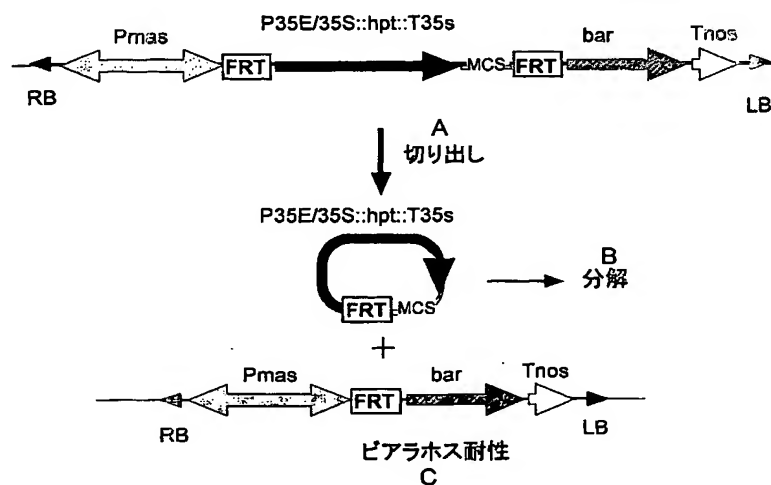 P35E/35S::hpt::T35s
Pmas
bar
Tnos
FRT
MCS
FRT
RB
LB
A
切り出し
P35E/35S::hpt::T35s
B
分解
FRT
MCS
+
Pmas
bar
Tnos
FRT
RB
LB
ビアラホス耐性
C